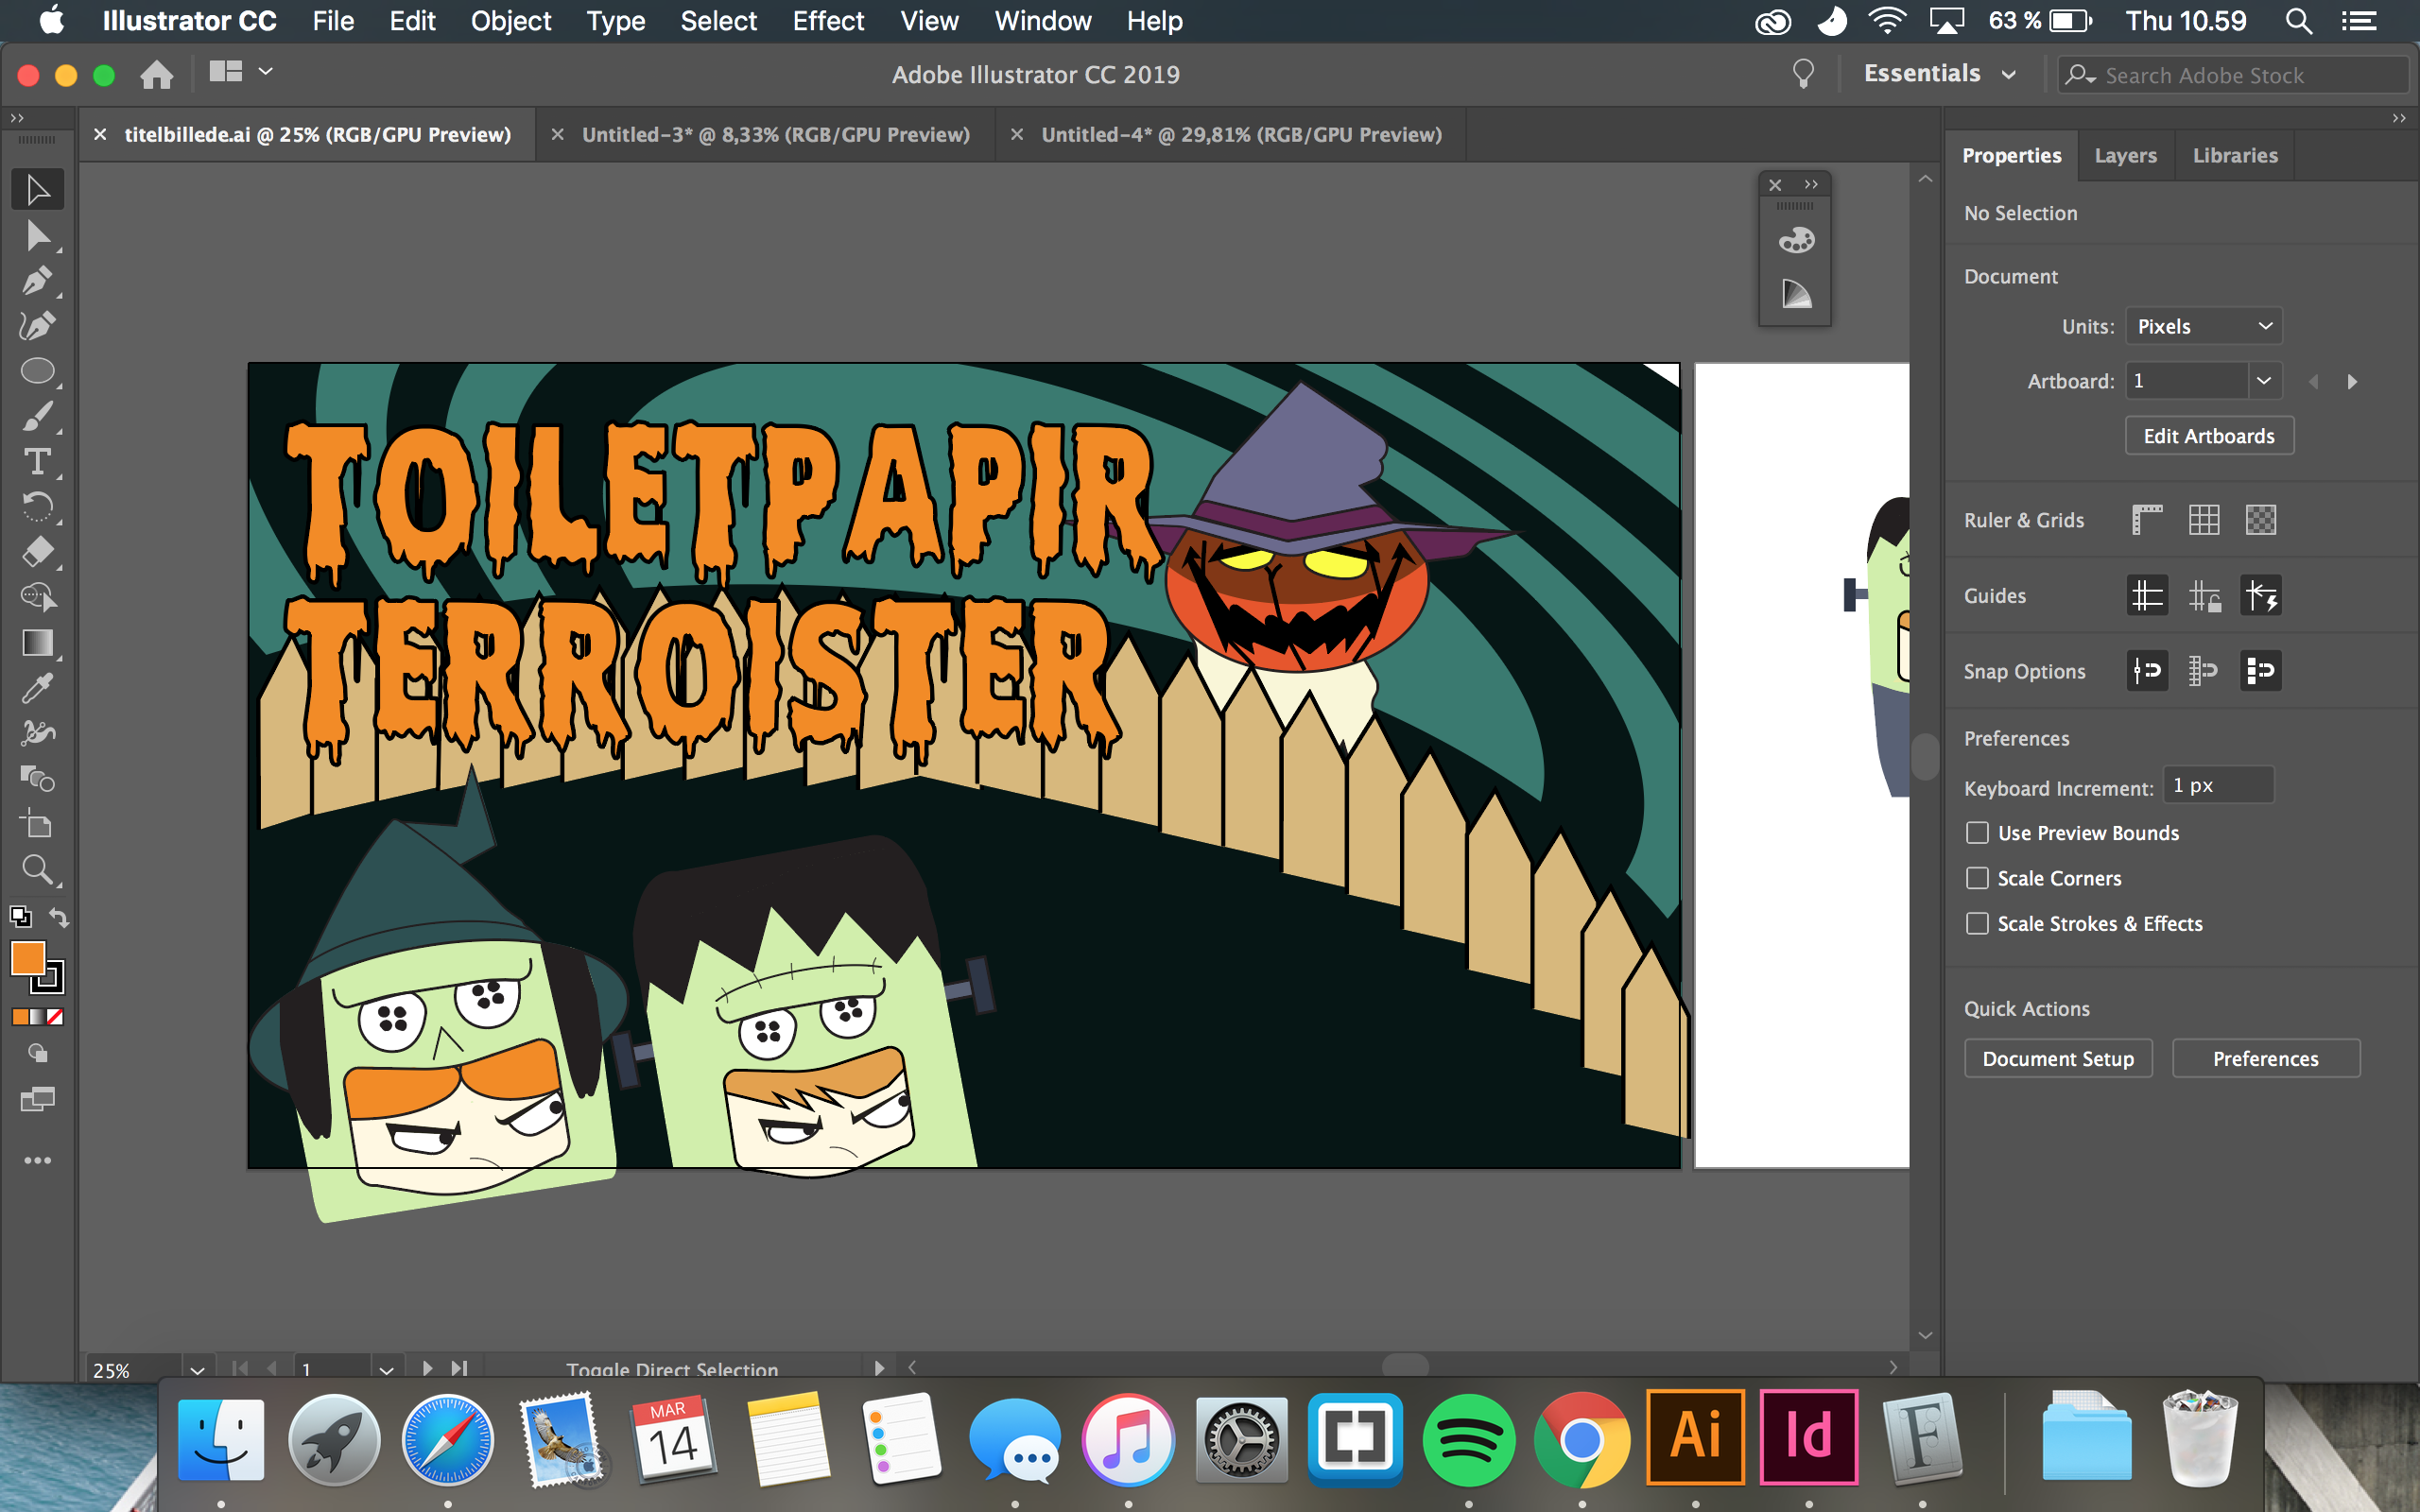 Illustrator CC File Edit Object Type Select Effect View Window Help 63 % Thu 10.59
Adobe Illustrator CC 2019 Essentials Search Adobe Stock
titelbillede.ai @ 25% (RGB/GPU Preview) Untitled-3* @ 8,33% (RGB/GPU Preview) Untitled-4* @ 29,81% (RGB/GPU Preview)
Properties Layers Libraries
No Selection
Document
Units: Pixels
Artboard: 1
Edit Artboards
Ruler & Grids
Guides
Snap Options
Preferences
Keyboard Increment: 1 px
Use Preview Bounds
Scale Corners
Scale Strokes & Effects
Quick Actions
Document Setup Preferences
TOILETPAPIR
TERROISTER
25% 1 Toggle Direct Selection
MAR
14
Ai Id F